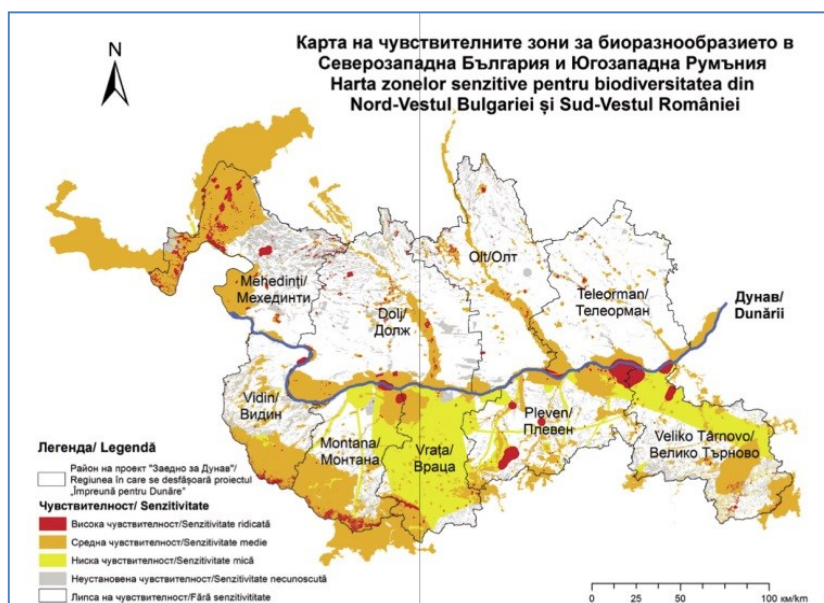 N
Карта на чувствителните зони за биоразнообразието в
Северозападна България и Югозападна Румъния
Harta zonelor senzitive pentru biodiversitatea din
Nord-Vestul Bulgariei și Sud-Vestul României
Olt/Олт
Mehedinți/
Мехединти
Teleorman/
Телеорман
Дунав/
Dunării
Dolj/
Долж
Vidin/
Видин
Pleven/
Плевен
Montana/
Монтана
Vrața/
Враца
Veliko Târnovo/
Велико Търново
Легенда/ Legendă
Район на проект "Заедно за Дунав"/
Regiunea în care se desfășoară proiectul
„Împreună pentru Dunăre"
Чувствителност/ Senzitivitate
Висока чувствителност/Senzitivitate ridicată
Средна чувствителност/Senzitivitate medie
Ниска чувствителност/Senzitivitate mică
Неустановена чувствителност/Senzitivitate necunoscută
Липса на чувствителност/Fără senzitivititate
0 25 50 75 100 км/km